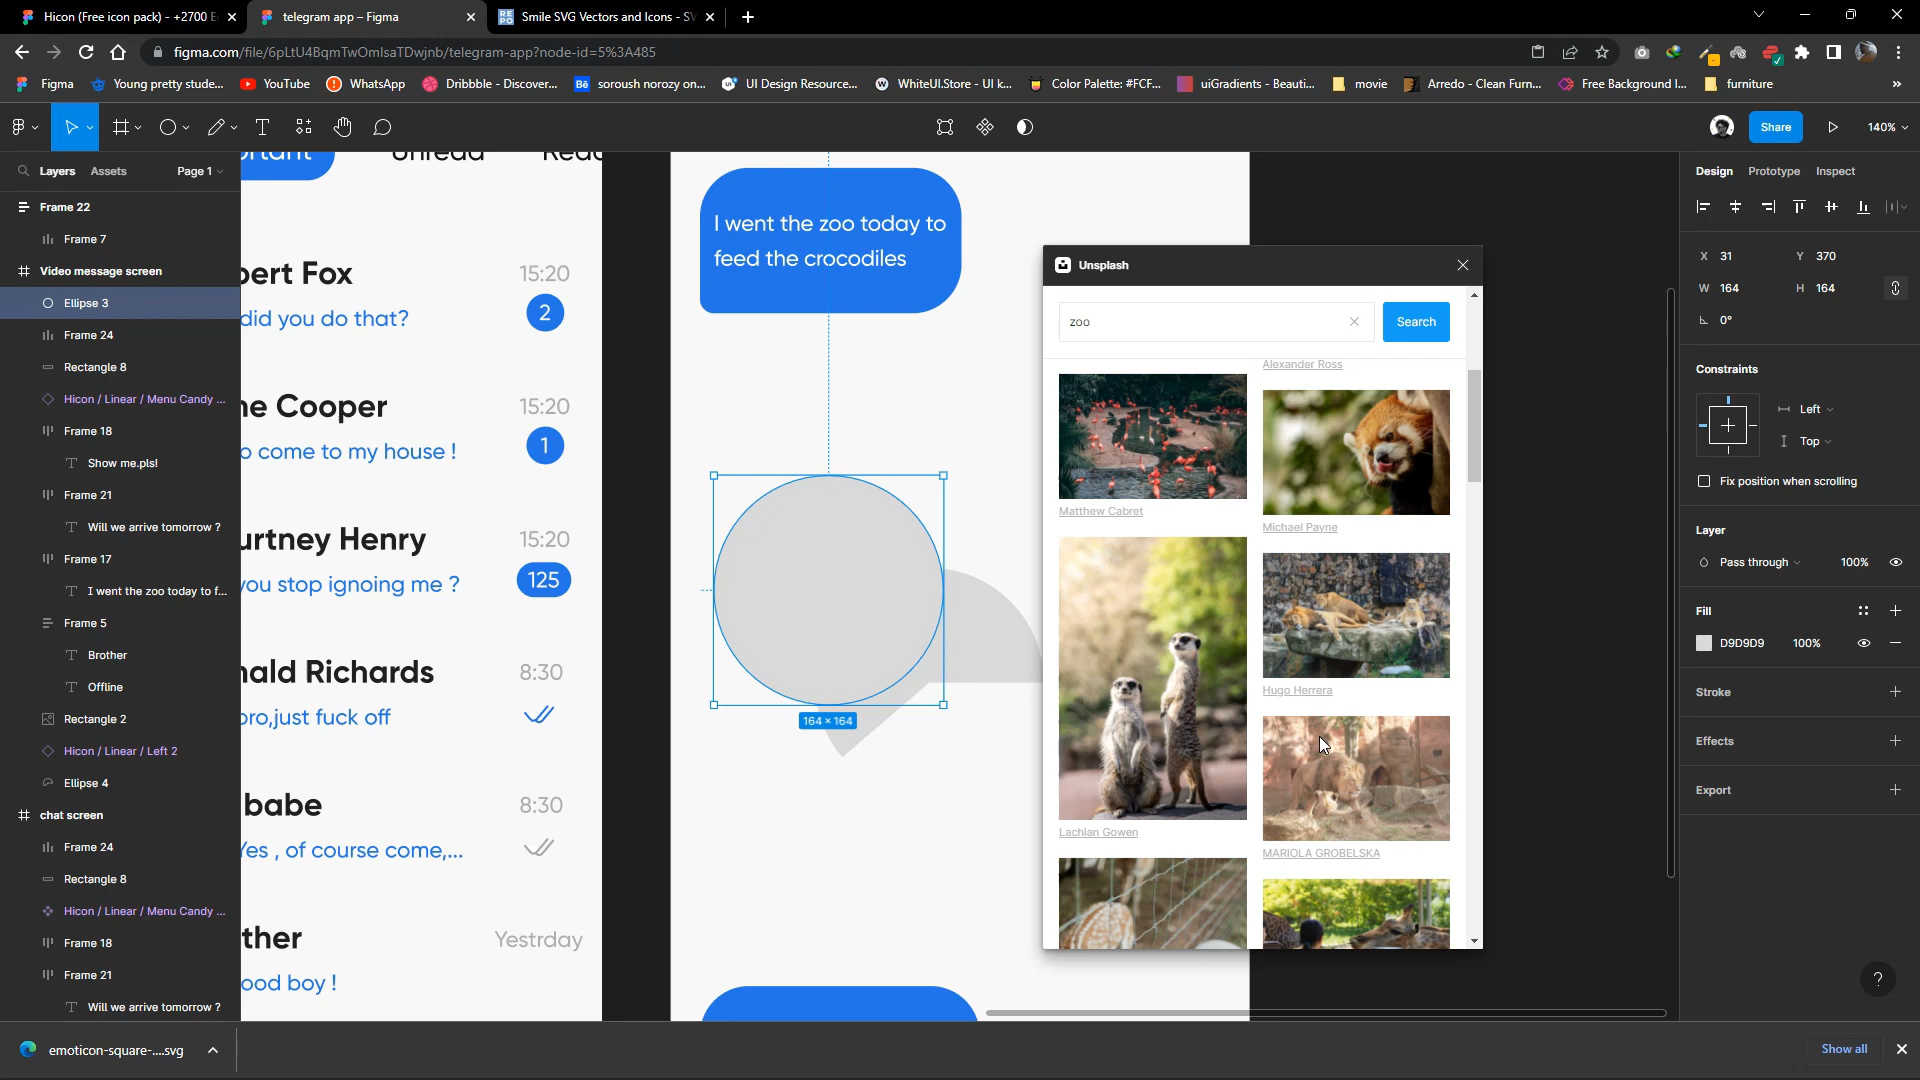 Hicon (Free icon pack) - +2700 E
telegram app – Figma
Smile SVG Vectors and Icons - SV
figma.com/file/6pLtU4BqmTwOmlsaTDwjnb/telegram-app?node-id=5%3A485
Figma
Young pretty stude...
YouTube
WhatsApp
Dribbble - Discover...
Bē
soroush norozy on...
UI Design Resource...
WhiteUI.Store - UI k...
Color Palette: #FCF...
uiGradients - Beauti...
movie
Arredo - Clean Furn...
Free Background I...
furniture
Share
140%
Layers
Assets
Page 1
Frame 22
Frame 7
Video message screen
Ellipse 3
Frame 24
Rectangle 8
Hicon / Linear / Menu Candy ...
Frame 18
Show me.pls!
Frame 21
Will we arrive tomorrow ?
Frame 17
I went the zoo today to f...
Frame 5
Brother
Offline
Rectangle 2
Hicon / Linear / Left 2
Ellipse 4
chat screen
Frame 24
Rectangle 8
Hicon / Linear / Menu Candy ...
Frame 18
Frame 21
Will we arrive tomorrow ?
ortant
Unread
Read
bert Fox
15:20
did you do that?
2
ne Cooper
15:20
o come to my house !
1
urtney Henry
15:20
you stop ignoing me ?
125
nald Richards
8:30
bro,just fuck off
babe
8:30
Yes , of course come,...
ther
Yestrday
ood boy !
I went the zoo today to
feed the crocodiles
164 × 164
Unsplash
zoo
Search
Alexander Ross
Matthew Cabret
Michael Payne
Hugo Herrera
Lachlan Gowen
MARIOLA GROBELSKA
Design
Prototype
Inspect
X 31
Y 370
W 164
H 164
0°
Constraints
Left
Top
Fix position when scrolling
Layer
Pass through
100%
Fill
D9D9D9
100%
Stroke
Effects
Export
?
emoticon-square-....svg
Show all